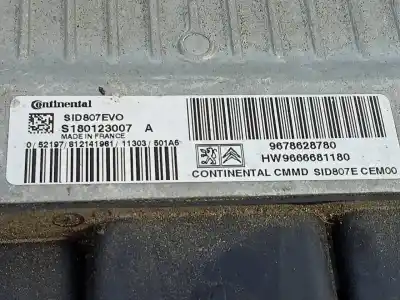 Continental
SID807EVO
S180123007 A
MADE IN FRANCE
0/52197/812141961/11303/501A6
9678628780
HW9666681180
CONTINENTAL CMMD SID807E CEM00